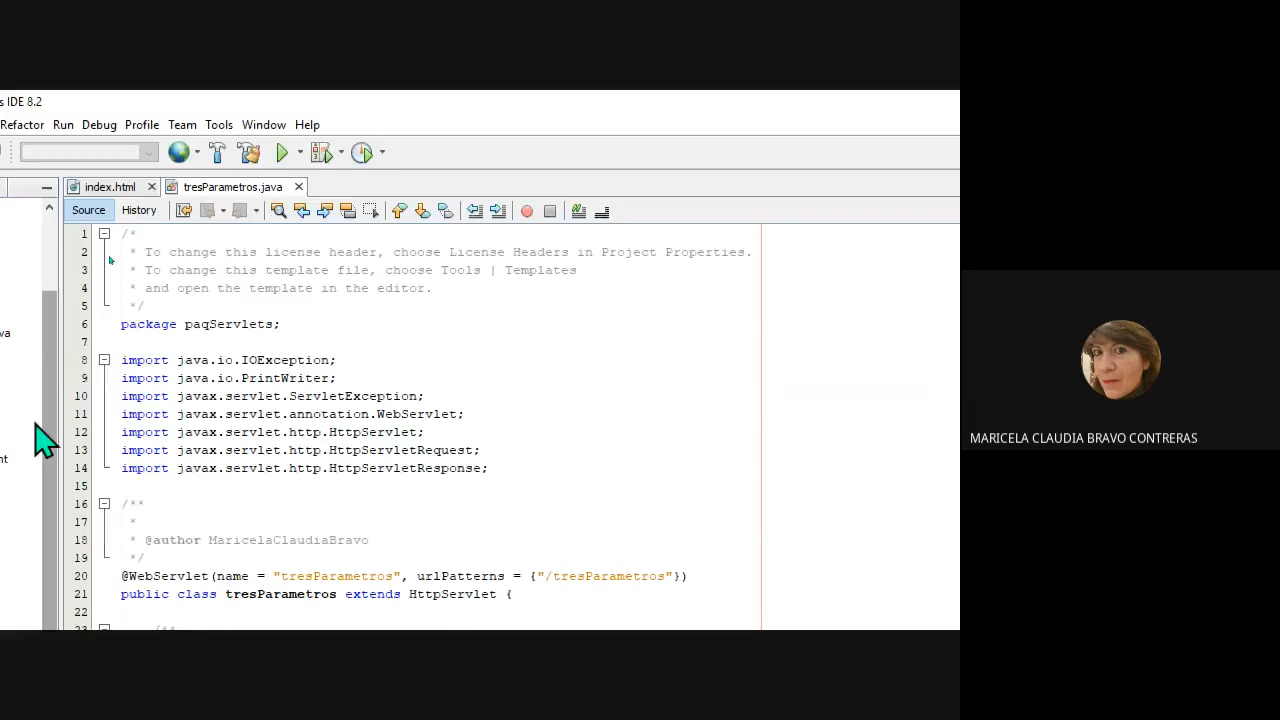 s IDE 8.2
Refactor Run Debug Profile Team Tools Window Help
index.html tresParametros.java
Source History
1 /*
2 * To change this license header, choose License Headers in Project Properties.
3 * To change this template file, choose Tools | Templates
4 * and open the template in the editor.
5 */
6 package paqServlets;
7
8 import java.io.IOException;
9 import java.io.PrintWriter;
10 import javax.servlet.ServletException;
11 import javax.servlet.annotation.WebServlet;
12 import javax.servlet.http.HttpServlet;
13 import javax.servlet.http.HttpServletRequest;
14 import javax.servlet.http.HttpServletResponse;
15
16 /**
17 *
18 * @author MaricelaClaudiaBravo
19 */
20 @WebServlet(name = "tresParametros", urlPatterns = {"/tresParametros"})
21 public class tresParametros extends HttpServlet {
22
23 /**
va
nt
MARICELA CLAUDIA BRAVO CONTRERAS